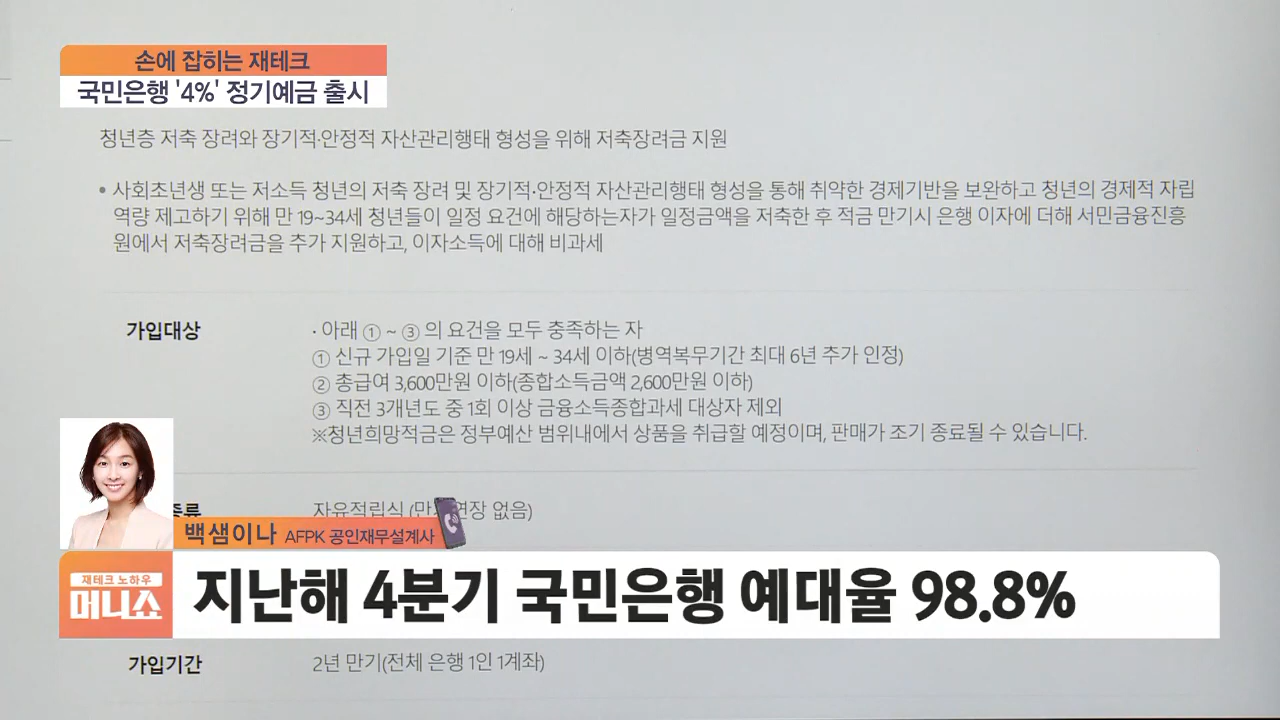 손에 잡히는 재테크
국민은행 '4%' 정기예금 출시
청년층 저축 장려와 장기적·안정적 자산관리행태 형성을 위해 저축장려금 지원
• 사회초년생 또는 저소득 청년의 저축 장려 및 장기적·안정적 자산관리행태 형성을 통해 취약한 경제기반을 보완하고 청년의 경제적 자립
역량 제고하기 위해 만 19~34세 청년들이 일정 요건에 해당하는자가 일정금액을 저축한 후 적금 만기시 은행 이자에 더해 서민금융진흥
원에서 저축장려금을 추가 지원하고, 이자소득에 대해 비과세
가입대상
· 아래 ① ~ ③ 의 요건을 모두 충족하는 자
① 신규 가입일 기준 만 19세 ~ 34세 이하(병역복무기간 최대 6년 추가 인정)
② 총급여 3,600만원 이하(종합소득금액 2,600만원 이하)
③ 직전 3개년도 중 1회 이상 금융소득종합과세 대상자 제외
※청년희망적금은 정부예산 범위내에서 상품을 취급할 예정이며, 판매가 조기 종료될 수 있습니다.
자유적립식 연장 없음)
백샘이나 AFPK 공인재무설계사
재테크 노하우
머니쇼
지난해 4분기 국민은행 예대율 98.8%
가입기간
2년 만기(전체 은행 1인 1계좌)